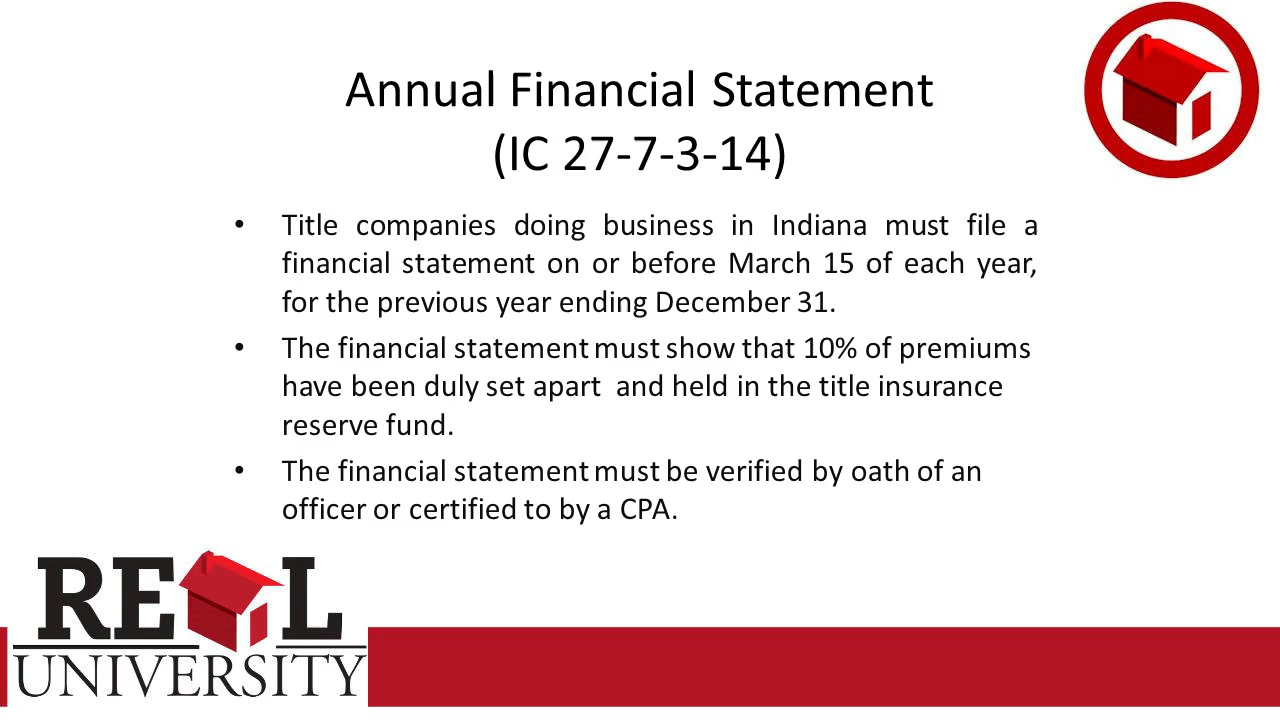 Annual Financial Statement
(IC 27-7-3-14)
• Title companies doing business in Indiana must file a
financial statement on or before March 15 of each year,
for the previous year ending December 31.
• The financial statement must show that 10% of premiums
have been duly set apart and held in the title insurance
reserve fund.
• The financial statement must be verified by oath of an
officer or certified to by a CPA.
RE L
UNIVERSITY